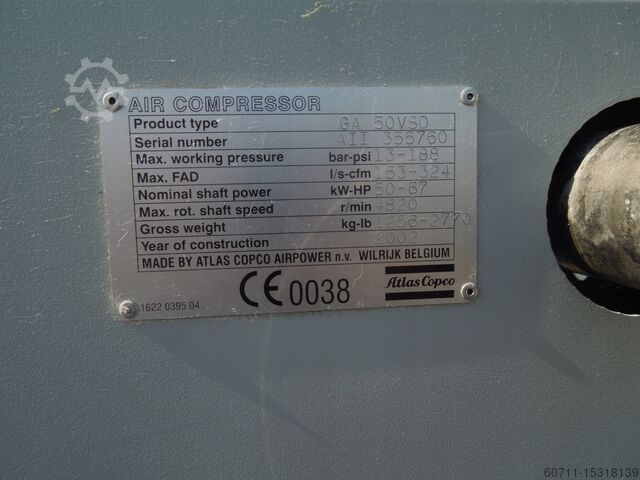 AIR COMPRESSOR
Product type GA 50VSD
Serial number AII 355760
Max. working pressure bar-psi 13-188
Max. FAD l/s-cfm 153-324
Nominal shaft power kW-HP 50-67
Max. rot. shaft speed r/min 4820
Gross weight kg-lb 1256-2770
Year of construction 2002
MADE BY ATLAS COPCO AIRPOWER n.v. WILRIJK BELGIUM
CE 0038 Atlas Copco
1622 0395 04
60711-15318139